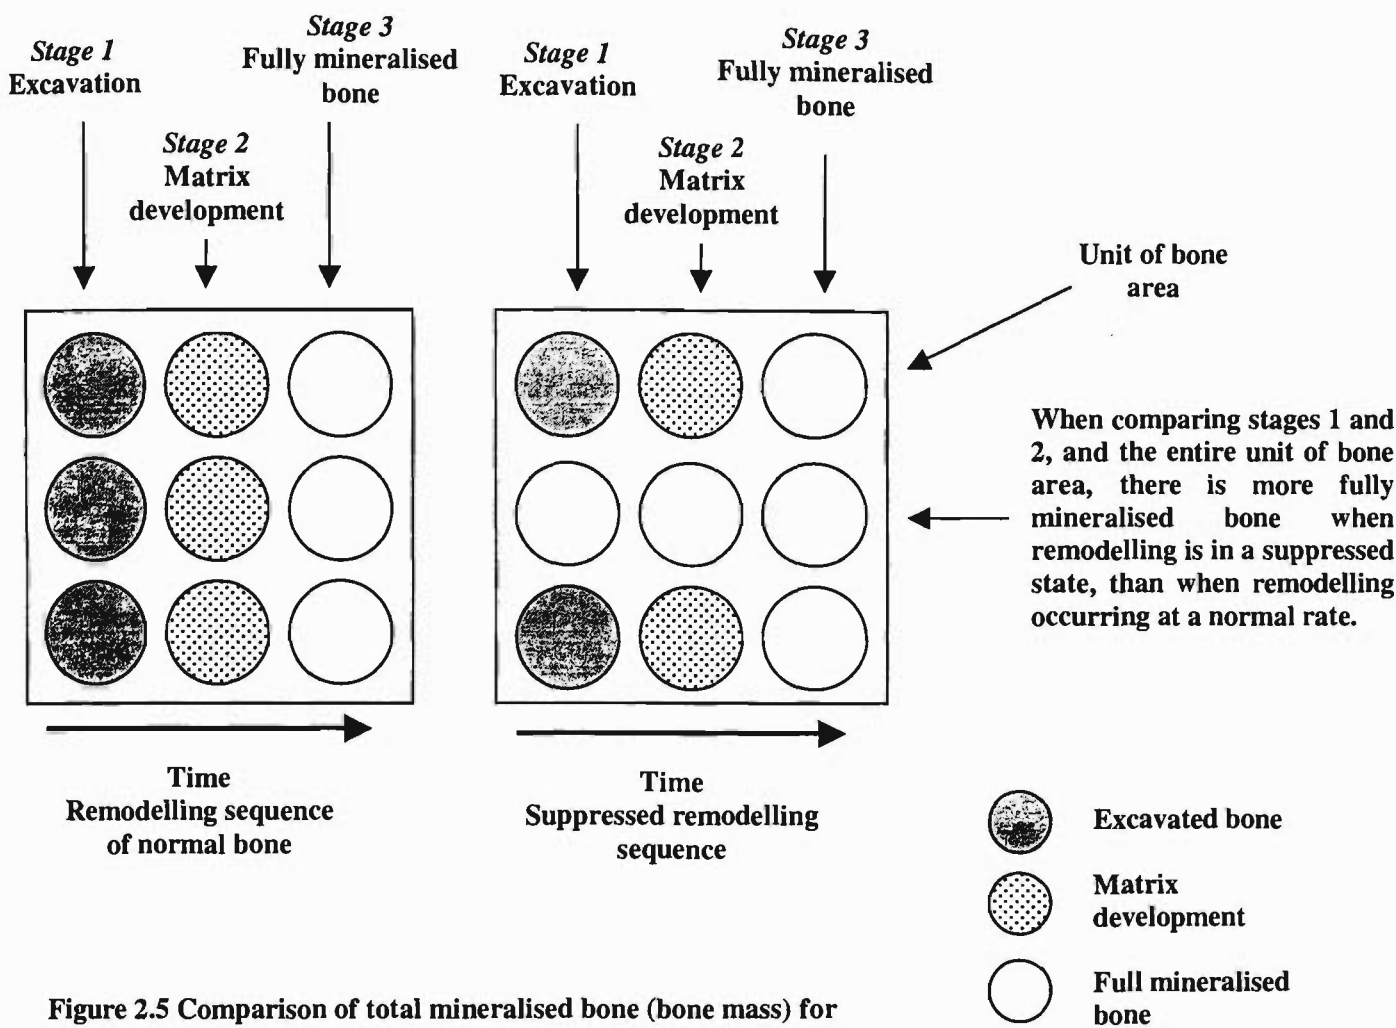 Stage 1
Excavation
Stage 2
Matrix
development
Stage 3
Fully mineralised
bone
Stage 1
Excavation
Stage 2
Matrix
development
Stage 3
Fully mineralised
bone
Unit of bone
area
When comparing stages 1 and
2, and the entire unit of bone
area, there is more fully
mineralised bone when
remodelling is in a suppressed
state, than when remodelling
occurring at a normal rate.
Time
Remodelling sequence
of normal bone
Time
Suppressed remodelling
sequence
Excavated bone
Matrix
development
Full mineralised
bone
Figure 2.5 Comparison of total mineralised bone (bone mass) for